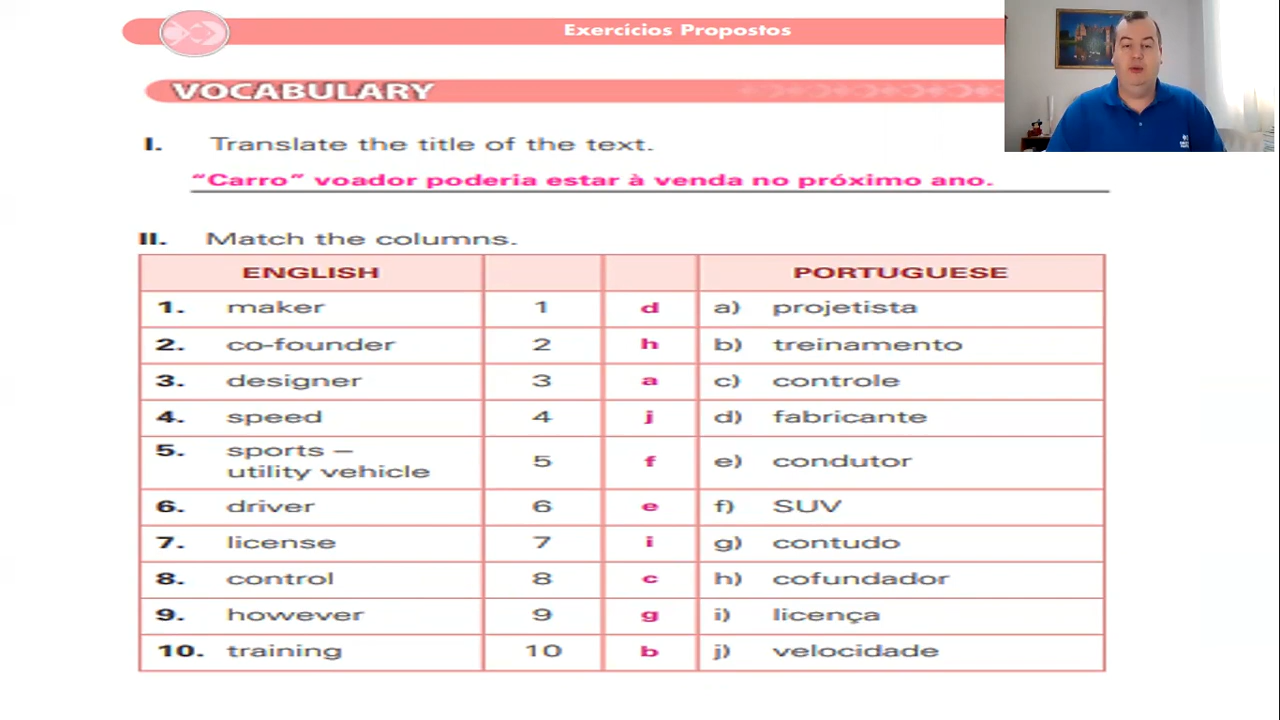 Exercícios Propostos
VOCABULARY
I. Translate the title of the text.
“Carro” voador poderia estar à venda no próximo ano.
II. Match the columns.
ENGLISH PORTUGUESE
1. maker 1 d a) projetista
2. co-founder 2 h b) treinamento
3. designer 3 a c) controle
4. speed 4 j d) fabricante
5. sports –
utility vehicle 5 f e) condutor
6. driver 6 e f) SUV
7. license 7 i g) contudo
8. control 8 c h) cofundador
9. however 9 g i) licença
10. training 10 b j) velocidade